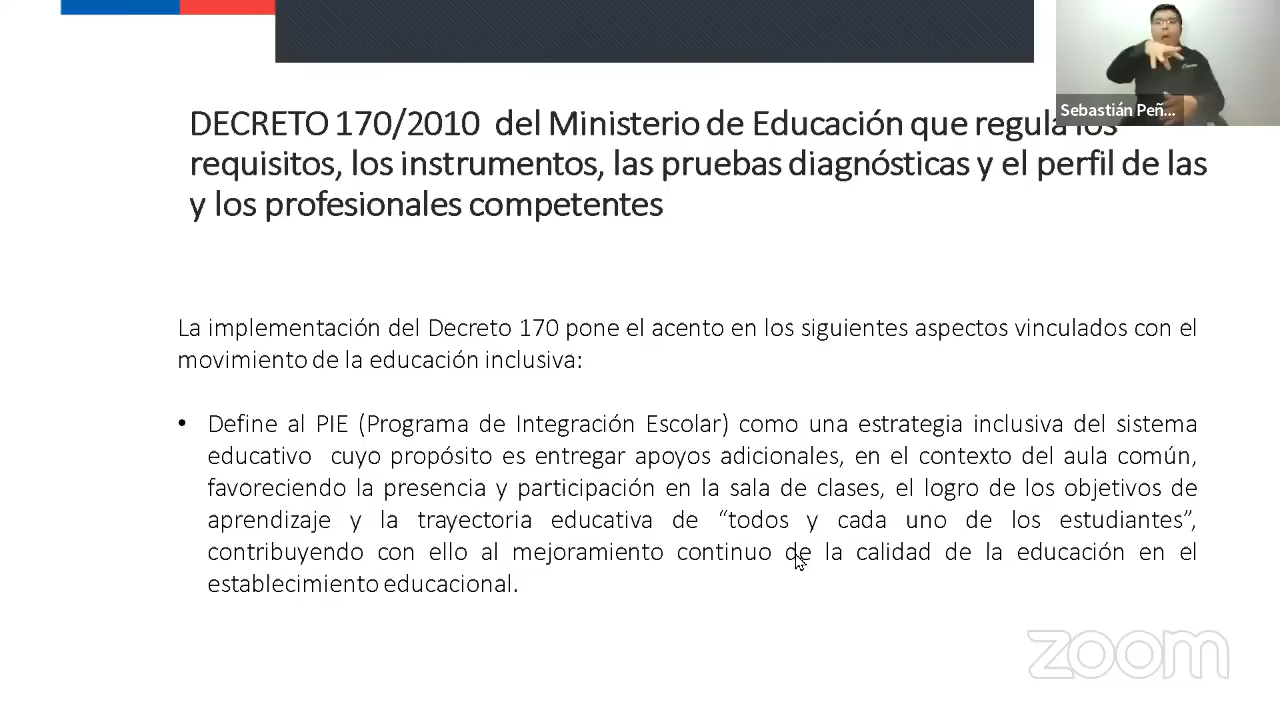 Sebastián Peñ...
DECRETO 170/2010 del Ministerio de Educación que regula los
requisitos, los instrumentos, las pruebas diagnósticas y el perfil de las
y los profesionales competentes
La implementación del Decreto 170 pone el acento en los siguientes aspectos vinculados con el
movimiento de la educación inclusiva:
• Define al PIE (Programa de Integración Escolar) como una estrategia inclusiva del sistema
educativo cuyo propósito es entregar apoyos adicionales, en el contexto del aula común,
favoreciendo la presencia y participación en la sala de clases, el logro de los objetivos de
aprendizaje y la trayectoria educativa de “todos y cada uno de los estudiantes”,
contribuyendo con ello al mejoramiento continuo de la calidad de la educación en el
establecimiento educacional.
zoom